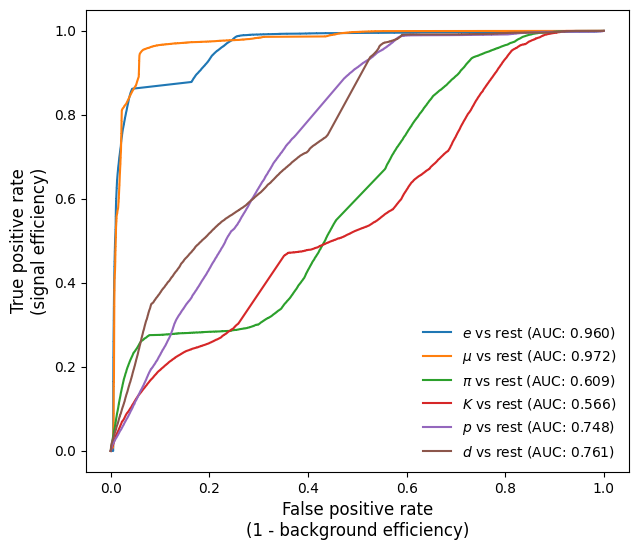 True positive rate
(signal efficiency)
1.0
0.8
0.6
0.4
0.2
0.0
e vs rest (AUC: 0.960)
μ vs rest (AUC: 0.972)
π vs rest (AUC: 0.609)
K vs rest (AUC: 0.566)
p vs rest (AUC: 0.748)
d vs rest (AUC: 0.761)
0.0 0.2 0.4 0.6 0.8 1.0
False positive rate
(1 - background efficiency)